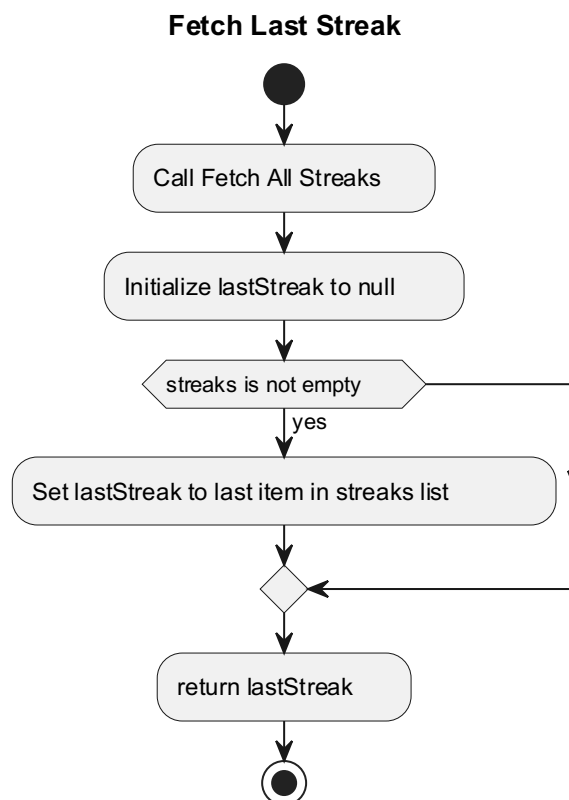 Fetch Last Streak
Call Fetch All Streaks
Initialize lastStreak to null
streaks is not empty
yes
Set lastStreak to last item in streaks list
return lastStreak